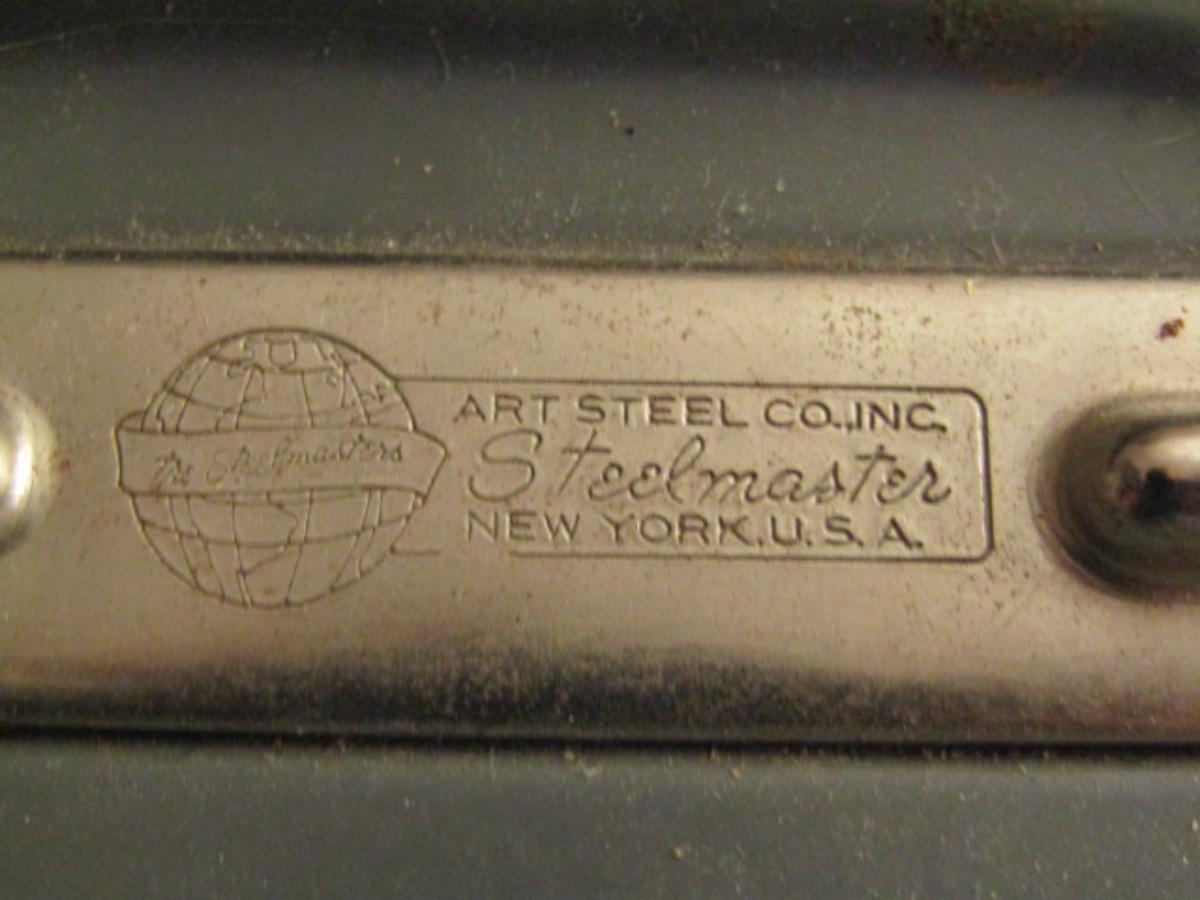 the Steelmasters
ART STEEL CO.,INC.
Steelmaster
NEW YORK.U.S.A.